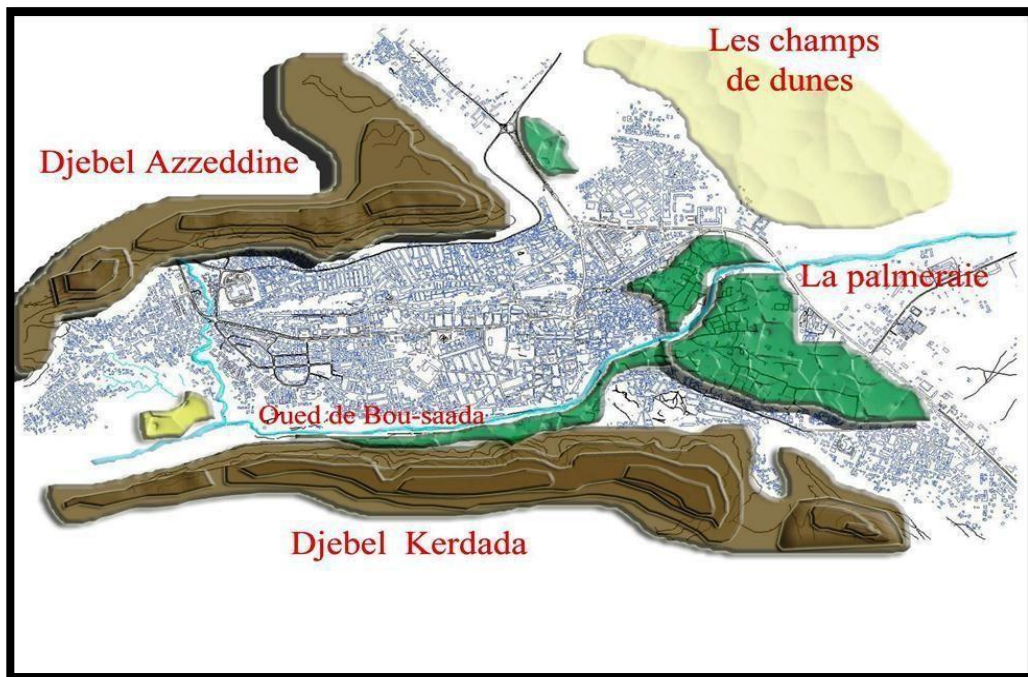 Les champs
de dunes
Djebel Azzeddine
La palmeraie
Oued de Bou-saada
Djebel Kerdada